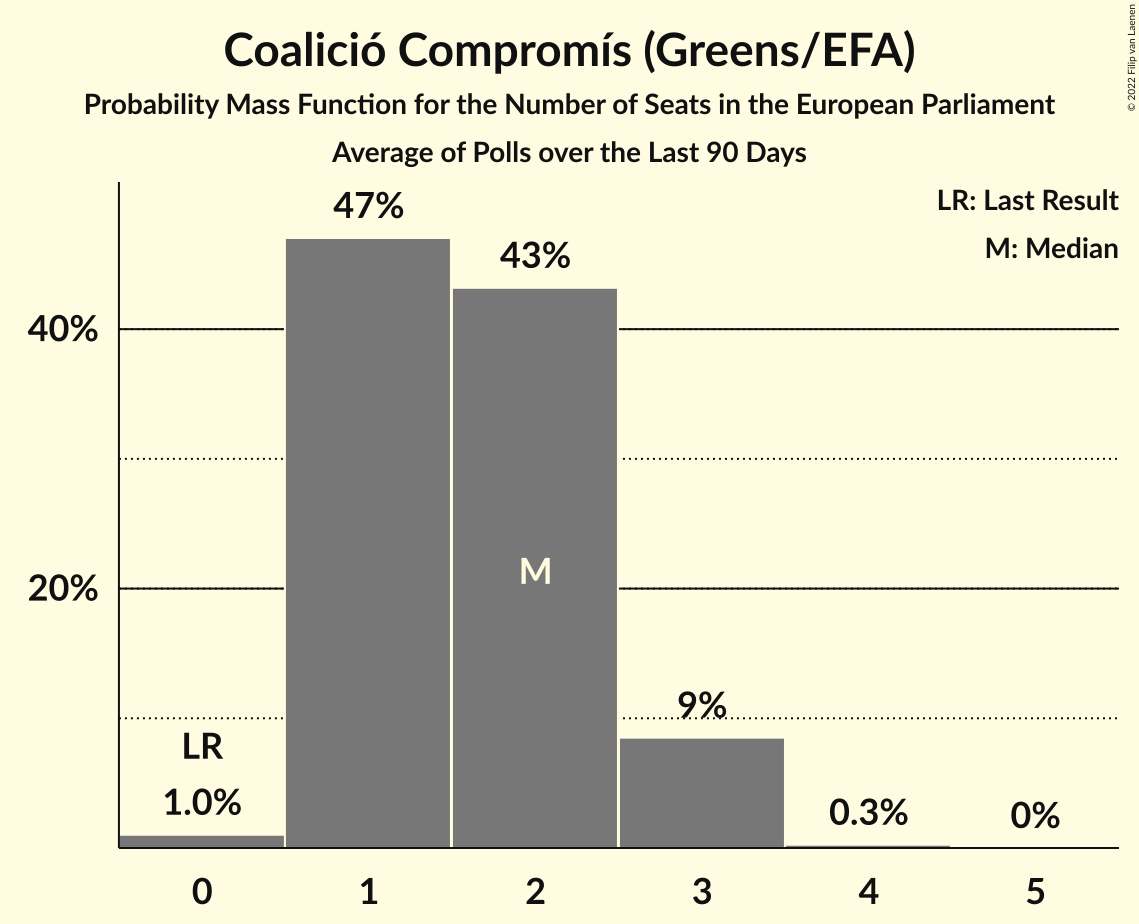 Coalició Compromís (Greens/EFA)
Probability Mass Function for the Number of Seats in the European Parliament
Average of Polls over the Last 90 Days
© 2022 Filip van Laenen
LR: Last Result
M: Median
47%
43%
40%
M
20%
9%
LR
1.0%
0.3%
0%
0 1 2 3 4 5